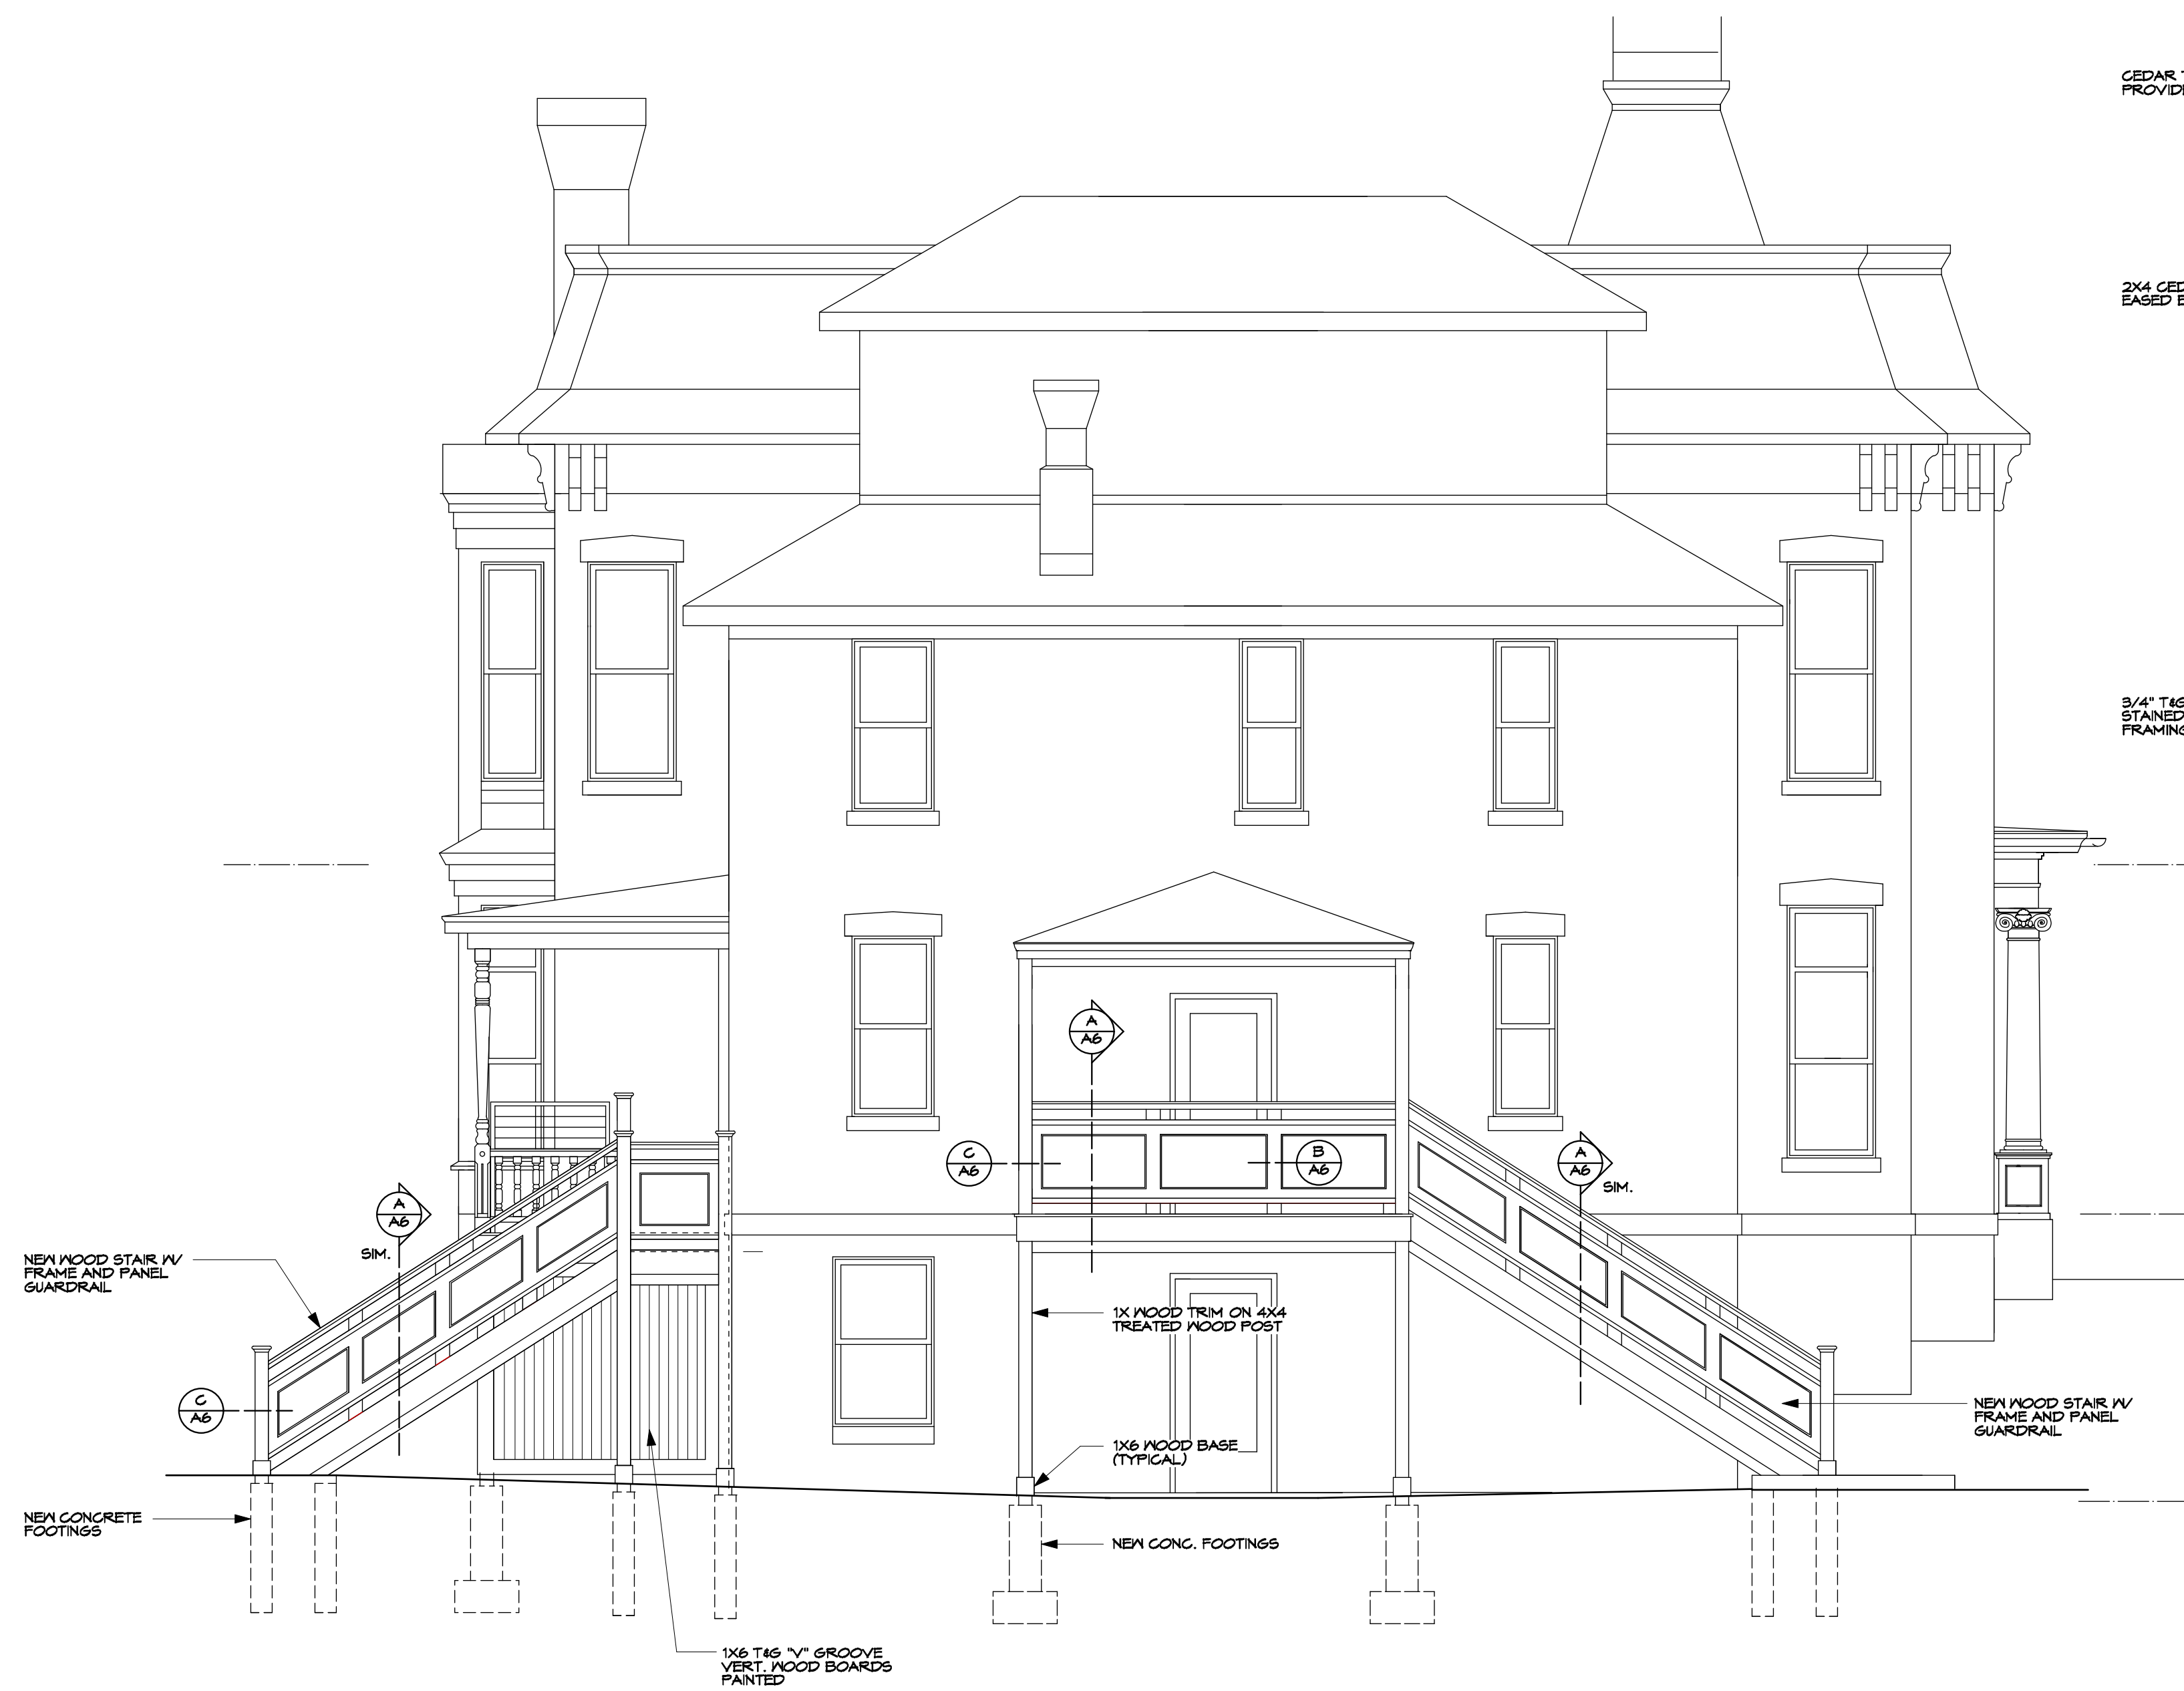 CEDAR
PROVID
2X4 CED
EASED E
3/4" T&G
STAINED
FRAMING
A
A6
C
A6
B
A6
A
A6
SIM.
A
A6
SIM.
NEW WOOD STAIR W/
FRAME AND PANEL
GUARDRAIL
1X WOOD TRIM ON 4X4
TREATED WOOD POST
C
A6
NEW WOOD STAIR W/
FRAME AND PANEL
GUARDRAIL
1X6 WOOD BASE
(TYPICAL)
NEW CONCRETE
FOOTINGS
NEW CONC. FOOTINGS
1X6 T&G "V" GROOVE
VERT. WOOD BOARDS
PAINTED